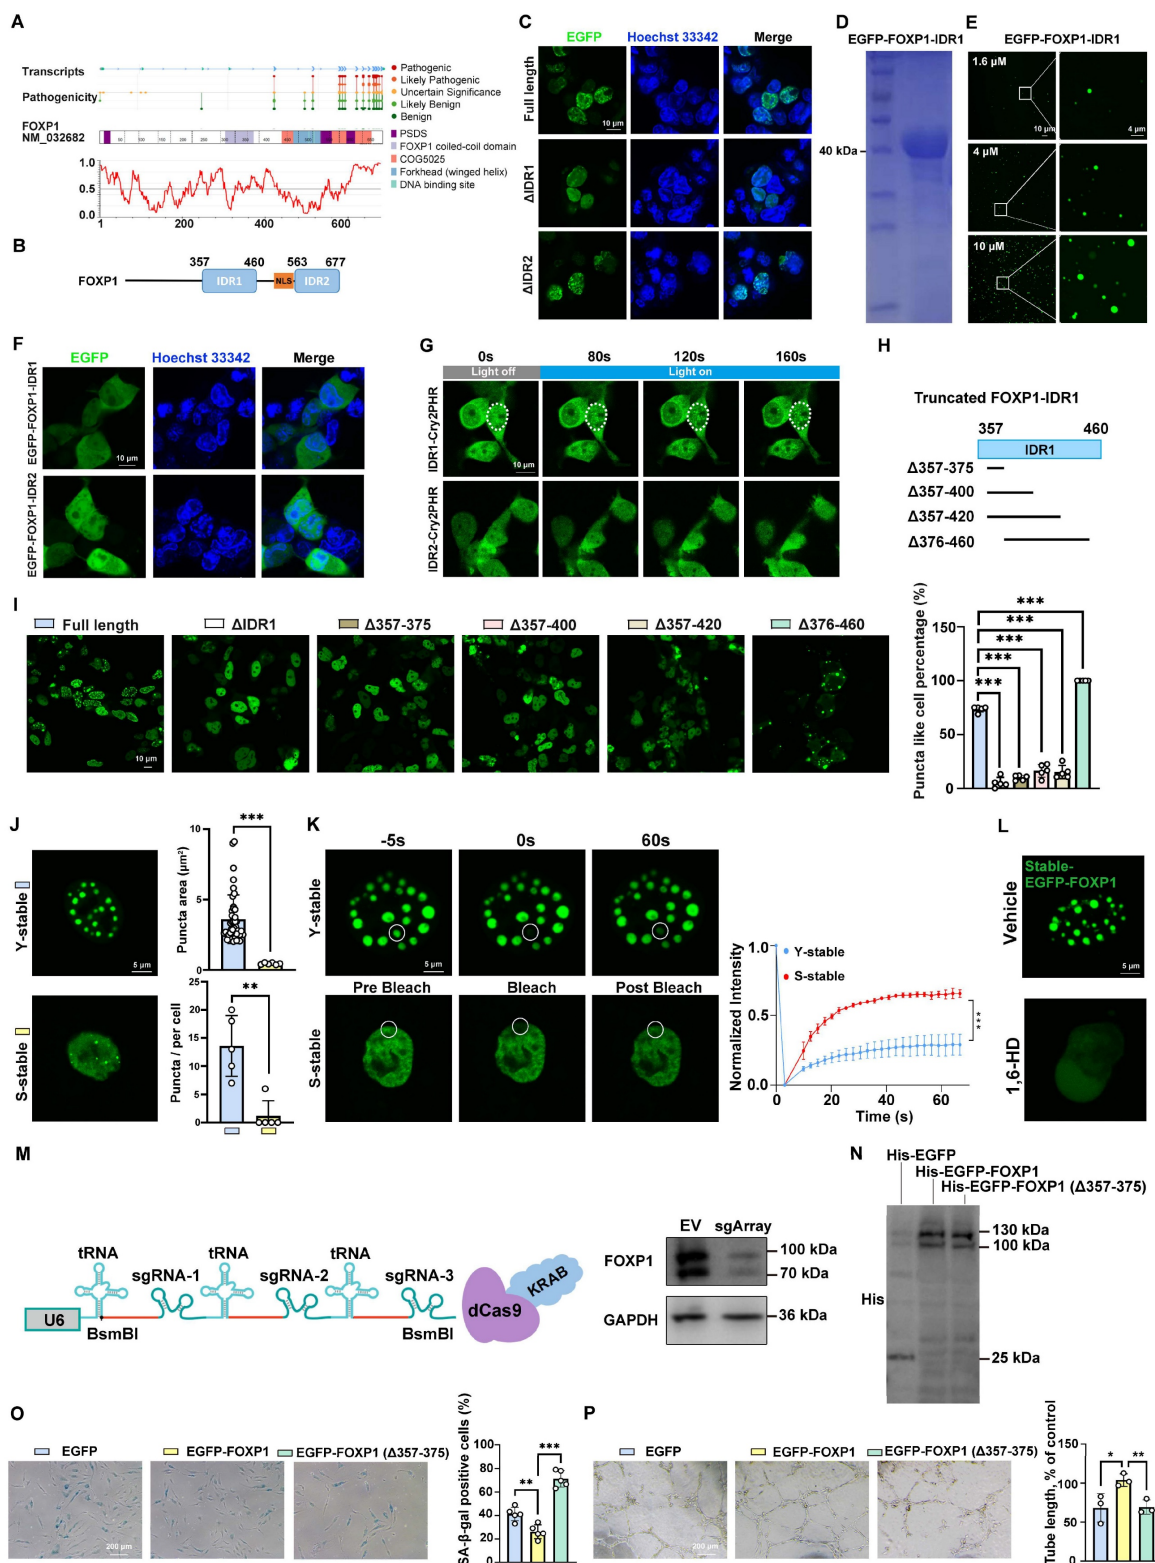 A
Transcripts
Pathogenicity
Pathogenic
Likely Pathogenic
Uncertain Significance
Likely Benign
Benign
FOXP1
NM_032682
PSDS
FOXP1 coiled-coil domain
COG5025
Forkhead (winged helix)
DNA binding site
1.0
0.5
0.0
1 200 400 600
B
357 460 563 677
FOXP1 IDR1 NLS IDR2
C
EGFP Hoechst 33342 Merge
Full length
10 µm
ΔIDR1
ΔIDR2
D
EGFP-FOXP1-IDR1
40 kDa
E
EGFP-FOXP1-IDR1
1.6 µM
10 µm 4 µm
4 µM
10 µM
F
EGFP Hoechst 33342 Merge
EGFP-FOXP1-IDR1
10 µm
EGFP-FOXP1-IDR2
G
0s 80s 120s 160s
Light off Light on
IDR1-Cry2PHR
10 µm
IDR2-Cry2PHR
H
Truncated FOXP1-IDR1
357 460
IDR1
Δ357-375
Δ357-400
Δ357-420
Δ376-460
I
Full length ΔIDR1 Δ357-375 Δ357-400 Δ357-420 Δ376-460
10 µm
Puncta like cell percentage (%)
150
100
50
0
***
***
***
***
***
J
Y-stable
5 µm
S-stable
Puncta area (µm²)
10
5
0
***
Puncta / per cell
25
20
15
10
5
0
**
K
-5s 0s 60s
Y-stable
5 µm
Pre Bleach Bleach Post Bleach
S-stable
Normalized Intensity
1.0
0.5
0.0
Y-stable
S-stable
***
0 20 40 60
Time (s)
L
Stable-
EGFP-FOXP1
Vehicle
5 µm
1,6-HD
M
tRNA tRNA tRNA
sgRNA-1 sgRNA-2 sgRNA-3
U6
BsmBI BsmBI
dCas9
KRAB
EV sgArray
FOXP1
100 kDa
70 kDa
GAPDH
36 kDa
N
His-EGFP
His-EGFP-FOXP1
His-EGFP-FOXP1 (Δ357-375)
130 kDa
100 kDa
His
25 kDa
O
EGFP EGFP-FOXP1 EGFP-FOXP1 (Δ357-375)
200 µm
SA-β-gal positive cells (%)
100
80
60
40
20
0
**
***
P
EGFP EGFP-FOXP1 EGFP-FOXP1 (Δ357-375)
200 µm
Tube length, % of control
150
100
50
0
*
**